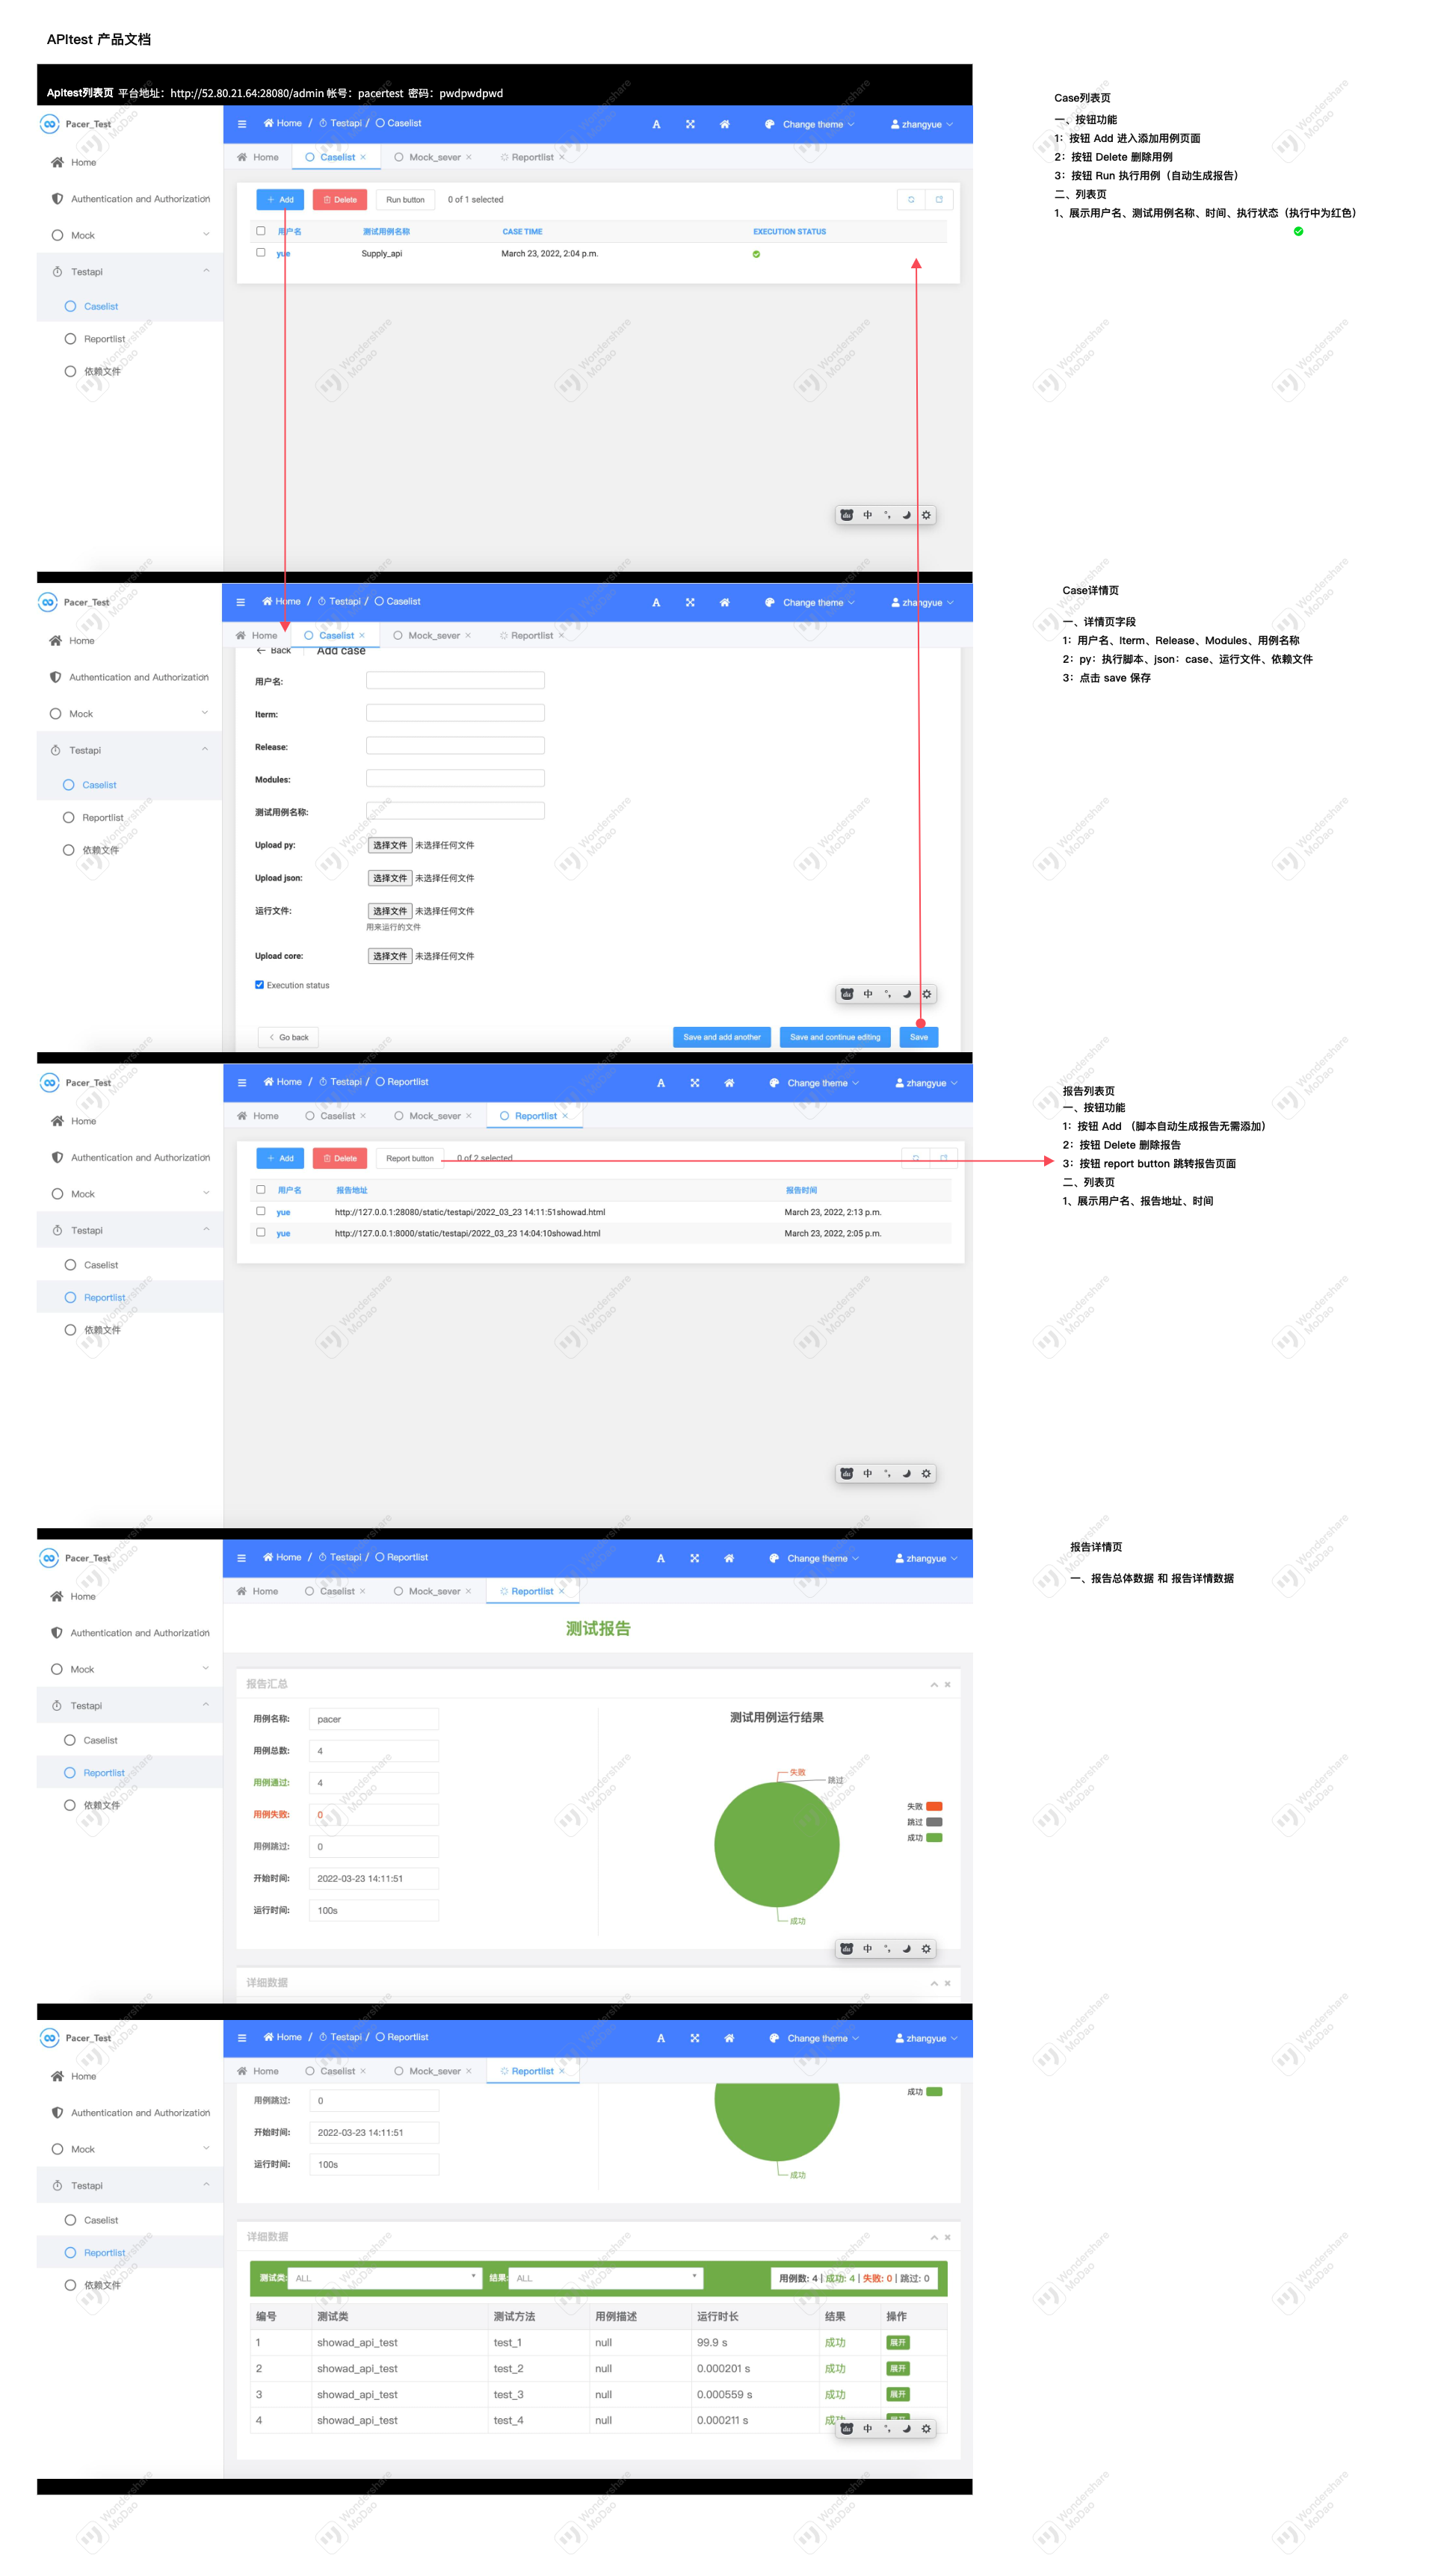 APItest 产品文档
Apitest列表页 平台地址：http://52.80.21.64:28080/admin 帐号：pacertest 密码：pwdpwdpwd
Pacer_Test
Home / Testapi / Caselist
A
Change theme
zhangyue
Home
Caselist ×
Mock_sever ×
Reportlist ×
Home
Authentication and Authorization
Mock
Testapi
Caselist
Reportlist
依赖文件
+ Add
Delete
Run button
0 of 1 selected
用户名 测试用例名称 CASE TIME EXECUTION STATUS
yue Supply_api March 23, 2022, 2:04 p.m.
中
Case列表页
一、按钮功能
1：按钮 Add 进入添加用例页面
2：按钮 Delete 删除用例
3：按钮 Run 执行用例（自动生成报告）
二、列表页
1、展示用户名、测试用例名称、时间、执行状态（执行中为红色）
Pacer_Test
Home / Testapi / Caselist
A
Change theme
zhangyue
Home
Caselist ×
Mock_sever ×
Reportlist ×
Home
Authentication and Authorization
Mock
Testapi
Caselist
Reportlist
依赖文件
← Back Add case
用户名:
Iterm:
Release:
Modules:
测试用例名称:
Upload py: 选择文件 未选择任何文件
Upload json: 选择文件 未选择任何文件
运行文件: 选择文件 未选择任何文件
用来运行的文件
Upload core: 选择文件 未选择任何文件
Execution status
中
Go back
Save and add another
Save and continue editing
Save
Case详情页
一、详情页字段
1：用户名、Iterm、Release、Modules、用例名称
2：py：执行脚本、json：case、运行文件、依赖文件
3：点击 save 保存
Pacer_Test
Home / Testapi / Reportlist
A
Change theme
zhangyue
Home
Caselist ×
Mock_sever ×
Reportlist ×
Home
Authentication and Authorization
Mock
Testapi
Caselist
Reportlist
依赖文件
+ Add
Delete
Report button
0 of 2 selected
用户名 报告地址 报告时间
yue http://127.0.0.1:28080/static/testapi/2022_03_23 14:11:51showad.html March 23, 2022, 2:13 p.m.
yue http://127.0.0.1:8000/static/testapi/2022_03_23 14:04:10showad.html March 23, 2022, 2:05 p.m.
中
报告列表页
一、按钮功能
1：按钮 Add （脚本自动生成报告无需添加）
2：按钮 Delete 删除报告
3：按钮 report button 跳转报告页面
二、列表页
1、展示用户名、报告地址、时间
Pacer_Test
Home / Testapi / Reportlist
A
Change theme
zhangyue
Home
Caselist ×
Mock_sever ×
Reportlist ×
Home
Authentication and Authorization
Mock
Testapi
Caselist
Reportlist
依赖文件
测试报告
报告汇总
用例名称: pacer
用例总数: 4
用例通过: 4
用例失败: 0
用例跳过: 0
开始时间: 2022-03-23 14:11:51
运行时间: 100s
测试用例运行结果
失败
跳过
成功
失败
跳过
成功
中
详细数据
报告详情页
一、报告总体数据 和 报告详情数据
Pacer_Test
Home / Testapi / Reportlist
A
Change theme
zhangyue
Home
Caselist ×
Mock_sever ×
Reportlist ×
Home
Authentication and Authorization
Mock
Testapi
Caselist
Reportlist
依赖文件
用例跳过: 0
开始时间: 2022-03-23 14:11:51
运行时间: 100s
成功
成功
详细数据
测试类: ALL 结果: ALL 用例数: 4 | 成功: 4 | 失败: 0 | 跳过: 0
编号 测试类 测试方法 用例描述 运行时长 结果 操作
1 showad_api_test test_1 null 99.9 s 成功 展开
2 showad_api_test test_2 null 0.000201 s 成功 展开
3 showad_api_test test_3 null 0.000559 s 成功 展开
4 showad_api_test test_4 null 0.000211 s
中
Wondershare
MoDao